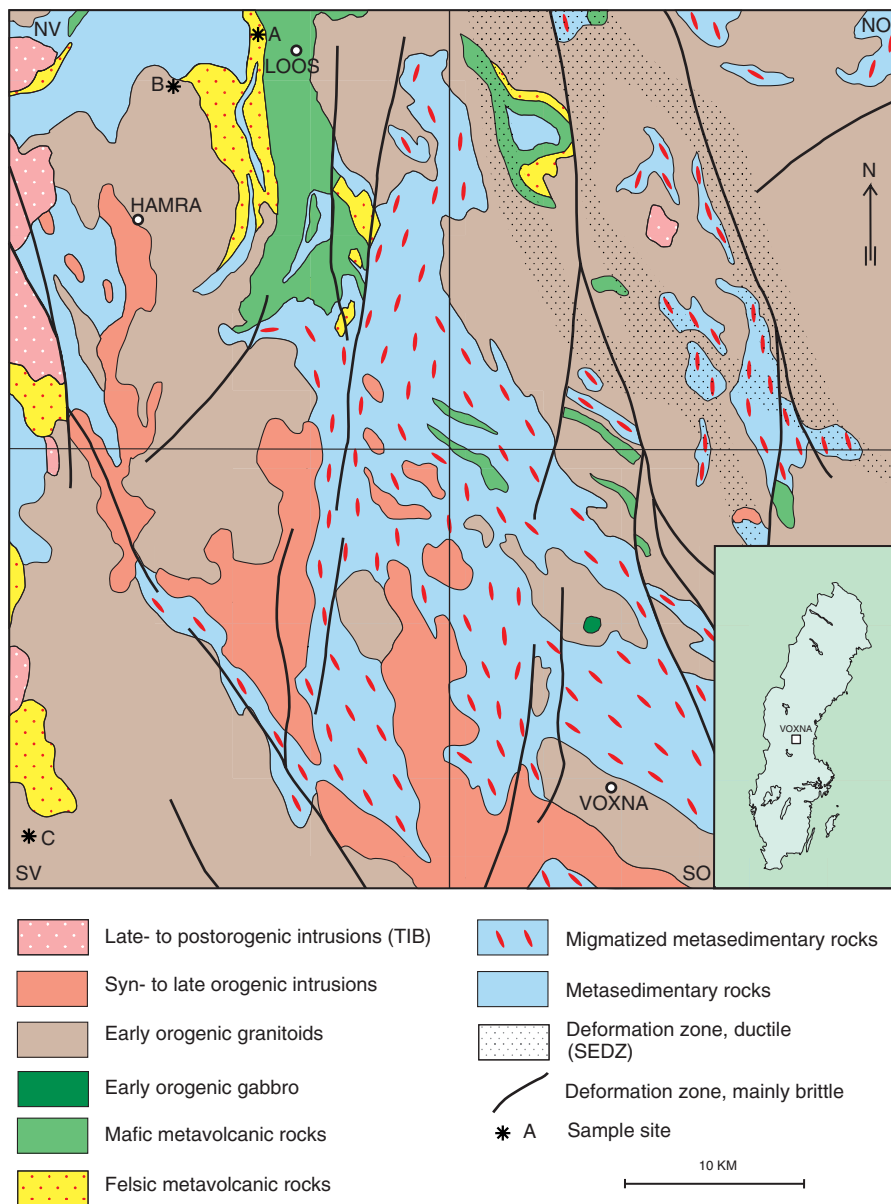 NV
NO
A
LOOS
B
N
HAMRA
VOXNA
VOXNA
C
SV
SO
Late- to postorogenic intrusions (TIB)
Syn- to late orogenic intrusions
Early orogenic granitoids
Early orogenic gabbro
Mafic metavolcanic rocks
Felsic metavolcanic rocks
Migmatized metasedimentary rocks
Metasedimentary rocks
Deformation zone, ductile
(SEDZ)
Deformation zone, mainly brittle
A Sample site
10 KM